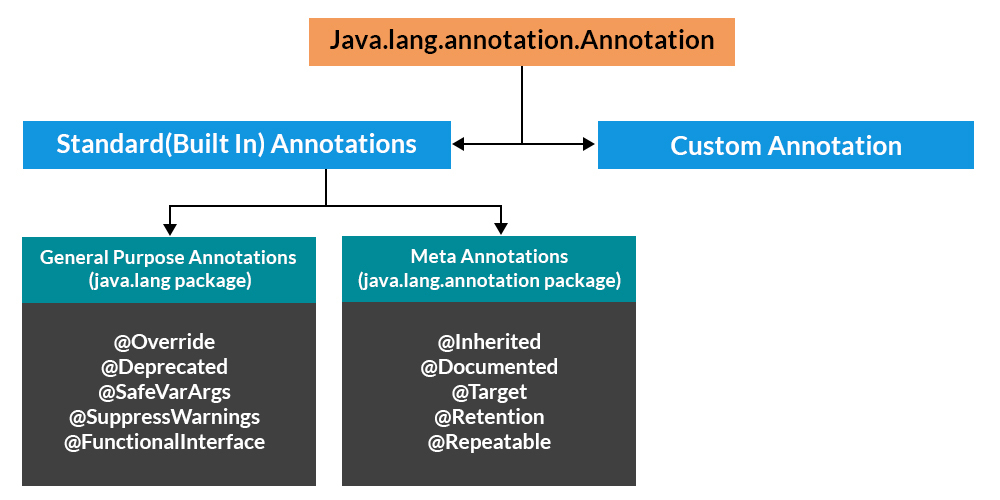 Java.lang.annotation.Annotation
Standard(Built In) Annotations
Custom Annotation
General Purpose Annotations
(java.lang package)
@Override
@Deprecated
@SafeVarArgs
@SuppressWarnings
@FunctionalInterface
Meta Annotations
(java.lang.annotation package)
@Inherited
@Documented
@Target
@Retention
@Repeatable